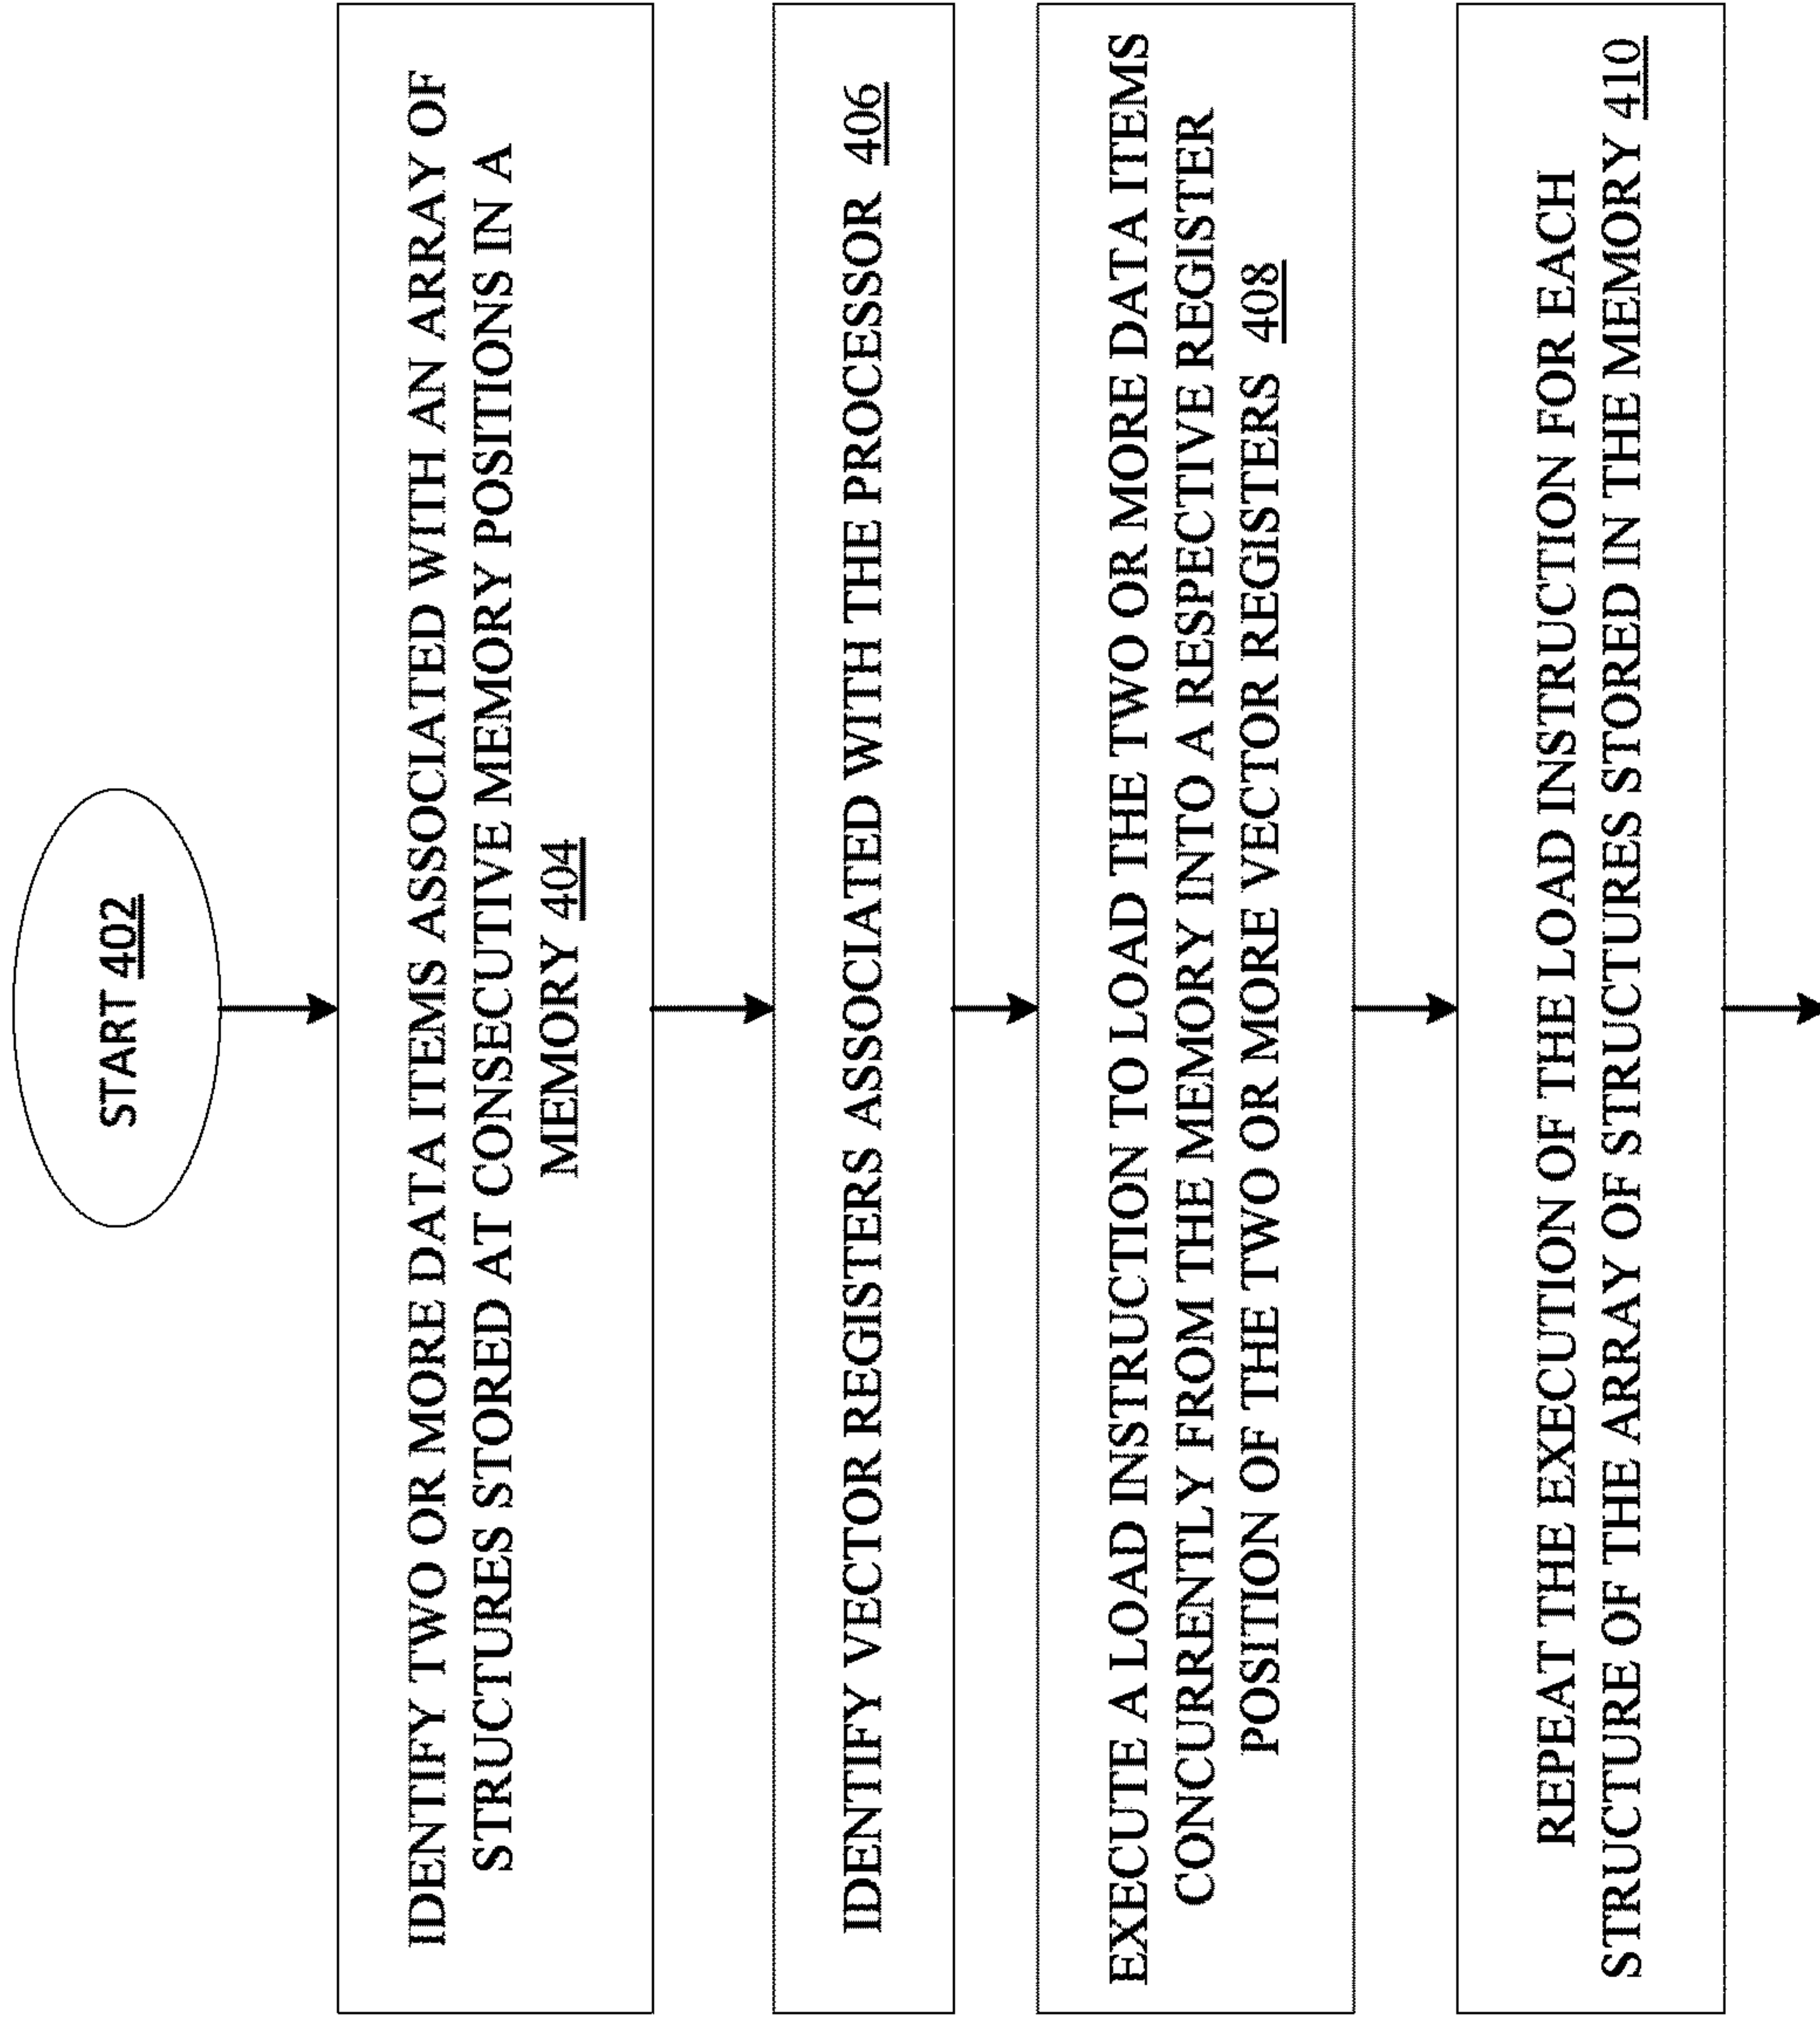 START 402
IDENTIFY TWO OR MORE DATA ITEMS ASSOCIATED WITH AN ARRAY OF
STRUCTURES STORED AT CONSECUTIVE MEMORY POSITIONS IN A
MEMORY 404
IDENTIFY VECTOR REGISTERS ASSOCIATED WITH THE PROCESSOR 406
EXECUTE A LOAD INSTRUCTION TO LOAD THE TWO OR MORE DATA ITEMS
CONCURRENTLY FROM THE MEMORY INTO A RESPECTIVE REGISTER
POSITION OF THE TWO OR MORE VECTOR REGISTERS 408
REPEAT THE EXECUTION OF THE LOAD INSTRUCTION FOR EACH
STRUCTURE OF THE ARRAY OF STRUCTURES STORED IN THE MEMORY 410